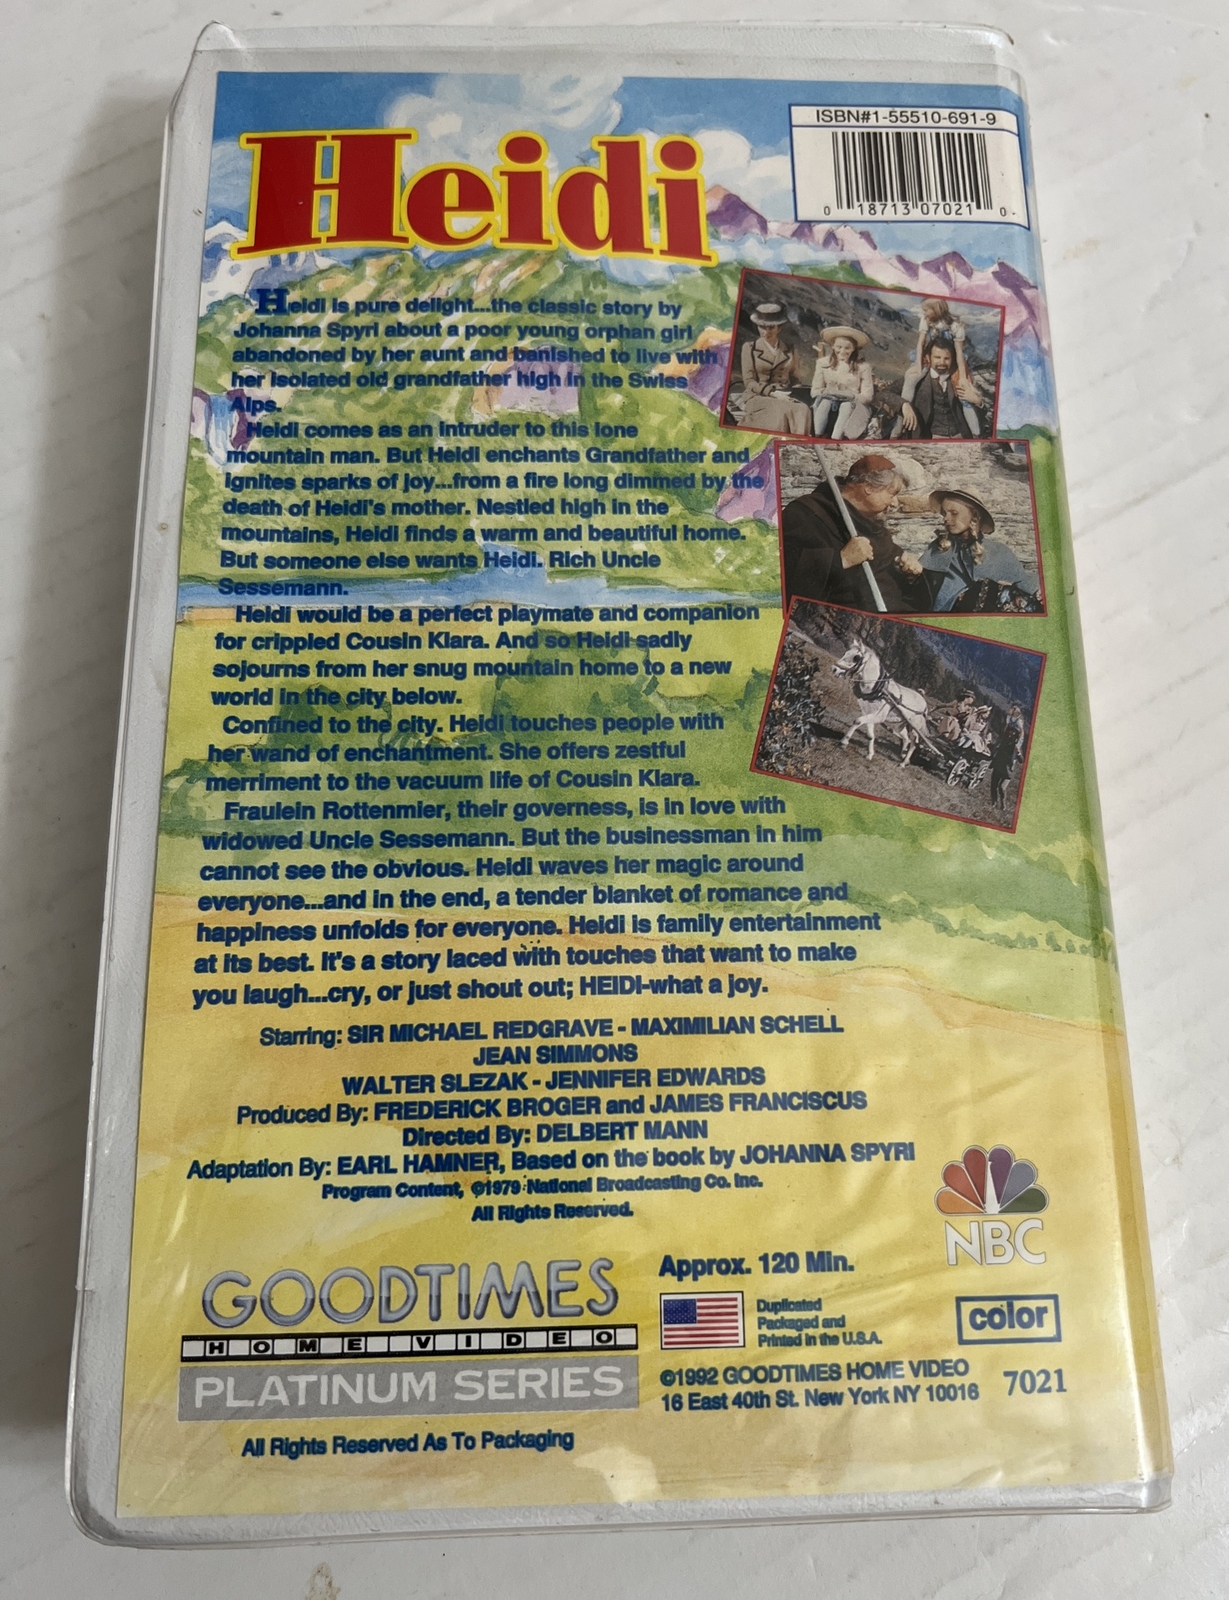 Heidi
ISBN#1-55510-691-9
0 18713 07021 0
Heidi is pure delight...the classic story by
Johanna Spyri about a poor young orphan girl
abandoned by her aunt and banished to live with
her isolated old grandfather high in the Swiss
Alps.
Heidi comes as an intruder to this lone
mountain man. But Heidi enchants Grandfather and
ignites sparks of joy...from a fire long dimmed by the
death of Heidi's mother. Nestled high in the
mountains, Heidi finds a warm and beautiful home.
But someone else wants Heidi. Rich Uncle
Sessemann.
Heidi would be a perfect playmate and companion
for crippled Cousin Klara. And so Heidi sadly
sojourns from her snug mountain home to a new
world in the city below.
Confined to the city. Heidi touches people with
her wand of enchantment. She offers zestful
merriment to the vacuum life of Cousin Klara.
Fraulein Rottenmier, their governess, is in love with
widowed Uncle Sessemann. But the businessman in him
cannot see the obvious. Heidi waves her magic around
everyone...and in the end, a tender blanket of romance and
happiness unfolds for everyone. Heidi is family entertainment
at its best. It's a story laced with touches that want to make
you laugh...cry, or just shout out; HEIDI-what a joy.
Starring: SIR MICHAEL REDGRAVE - MAXIMILIAN SCHELL
JEAN SIMMONS
WALTER SLEZAK - JENNIFER EDWARDS
Produced By: FREDERICK BROGER and JAMES FRANCISCUS
Directed By: DELBERT MANN
Adaptation By: EARL HAMNER, Based on the book by JOHANNA SPYRI
Program Content, ©1979 National Broadcasting Co. Inc.
All Rights Reserved.
NBC
GOODTIMES
HOME VIDEO
PLATINUM SERIES
All Rights Reserved As To Packaging
Approx. 120 Min.
Duplicated
Packaged and
Printed in the U.S.A.
color
©1992 GOODTIMES HOME VIDEO
16 East 40th St. New York NY 10016
7021